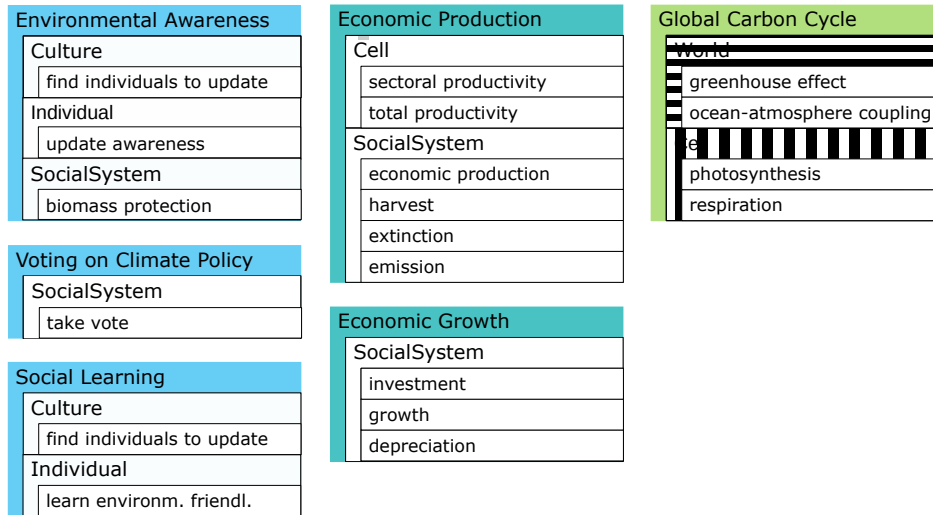 Environmental Awareness
Culture
find individuals to update
Individual
update awareness
SocialSystem
biomass protection
Voting on Climate Policy
SocialSystem
take vote
Social Learning
Culture
find individuals to update
Individual
learn environm. friendl.
Economic Production
Cell
sectoral productivity
total productivity
SocialSystem
economic production
harvest
extinction
emission
Economic Growth
SocialSystem
investment
growth
depreciation
Global Carbon Cycle
World
greenhouse effect
ocean-atmosphere coupling
photosynthesis
respiration